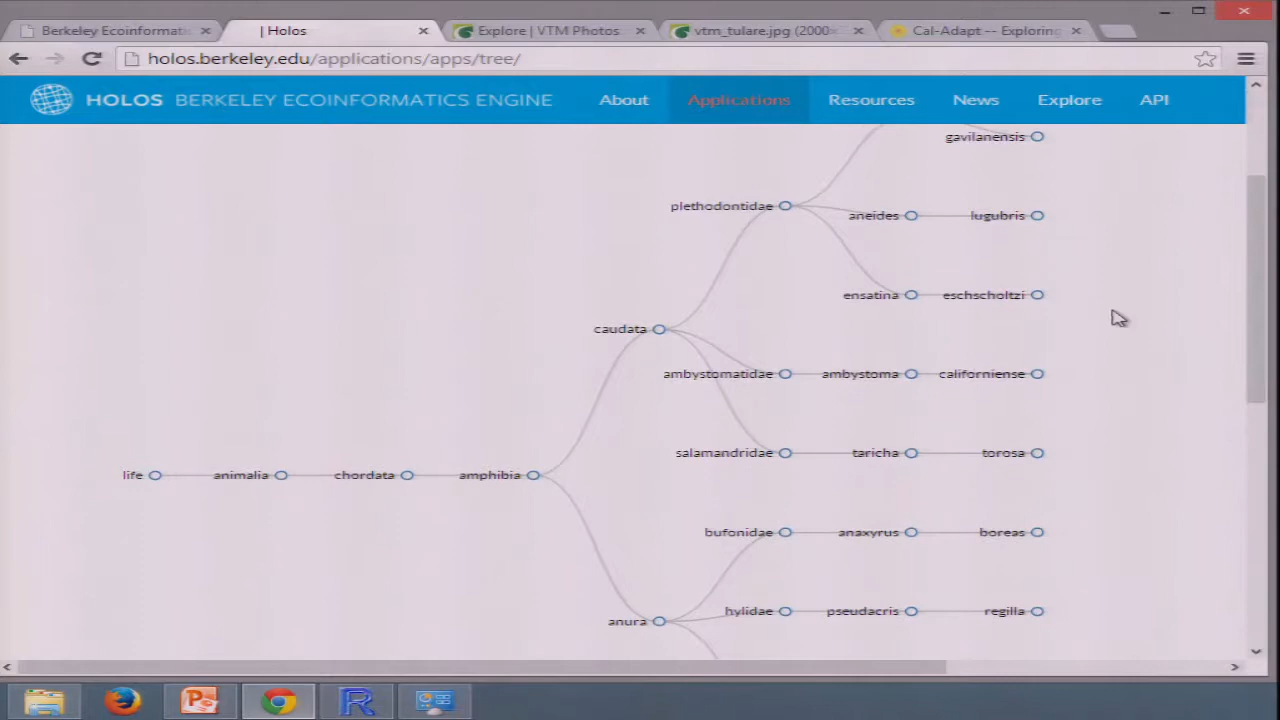 Berkeley Ecoinformati
| Holos
Explore | VTM Photos
vtm_tulare.jpg (2000×
Cal-Adapt -- Exploring
holos.berkeley.edu/applications/apps/tree/
HOLOS BERKELEY ECOINFORMATICS ENGINE
About
Applications
Resources
News
Explore
API
gavilanensis
plethodontidae
aneides
lugubris
ensatina
eschscholtzi
caudata
ambystomatidae
ambystoma
californiense
salamandridae
taricha
torosa
life
animalia
chordata
amphibia
bufonidae
anaxyrus
boreas
hylidae
pseudacris
regilla
anura